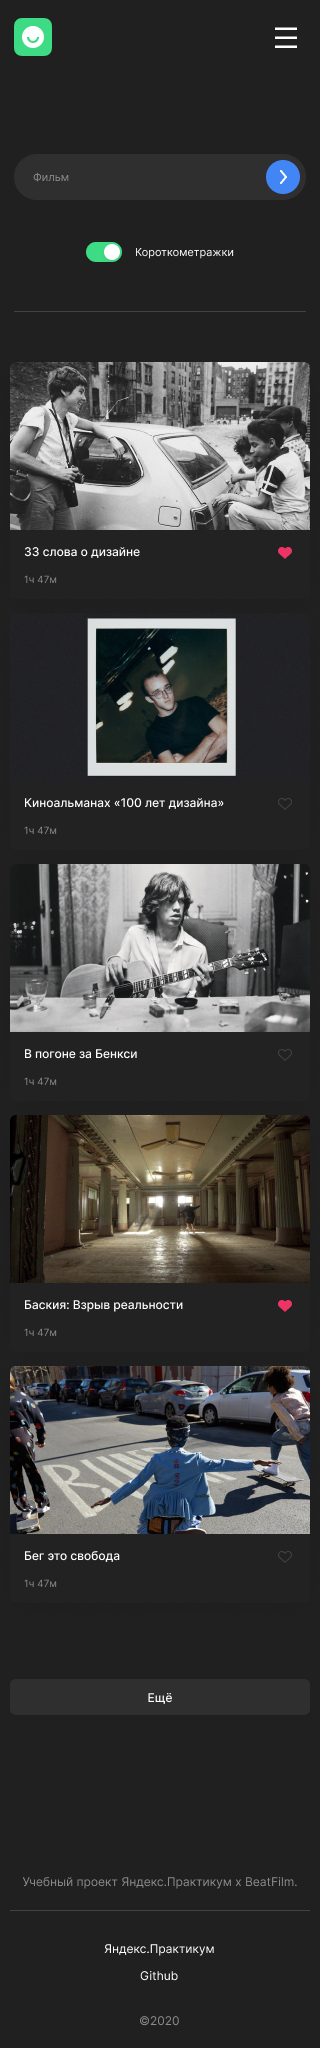 Фильм
Короткометражки
33 слова о дизайне
1ч 47м
Киноальманах «100 лет дизайна»
1ч 47м
В погоне за Бенкси
1ч 47м
Баския: Взрыв реальности
1ч 47м
Бег это свобода
1ч 47м
Ещё
Учебный проект Яндекс.Практикум x BeatFilm.
Яндекс.Практикум
Github
©2020